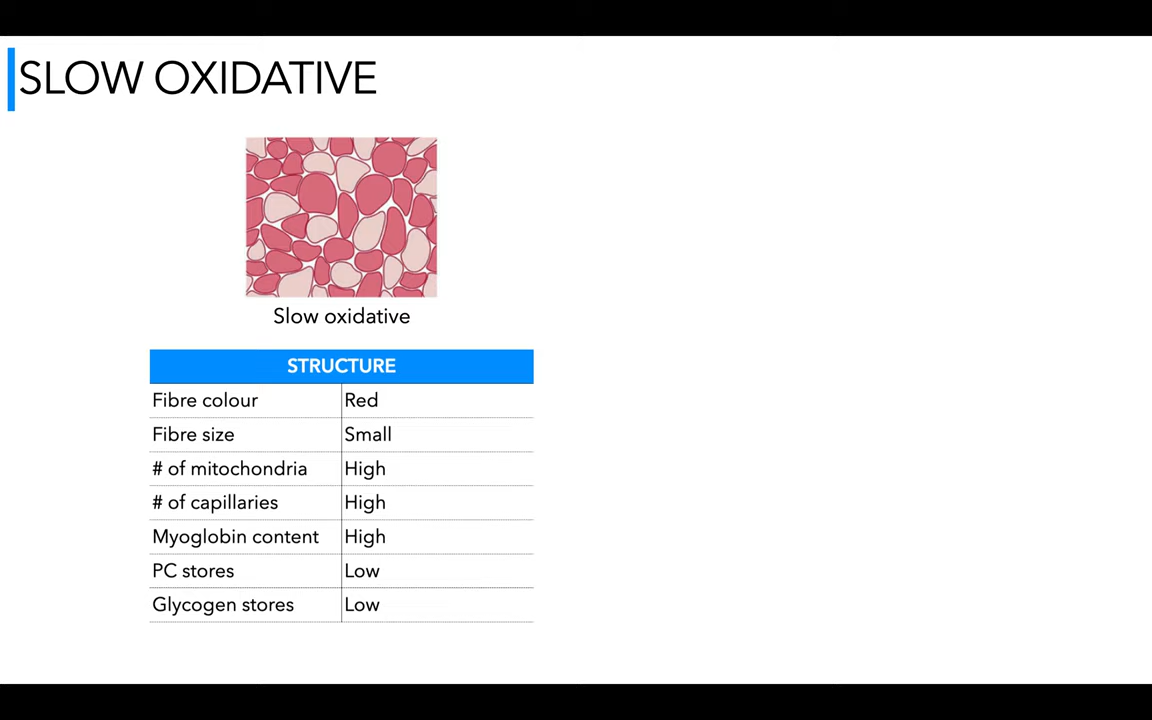 SLOW OXIDATIVE
Slow oxidative
STRUCTURE
Fibre colour Red
Fibre size Small
# of mitochondria High
# of capillaries High
Myoglobin content High
PC stores Low
Glycogen stores Low